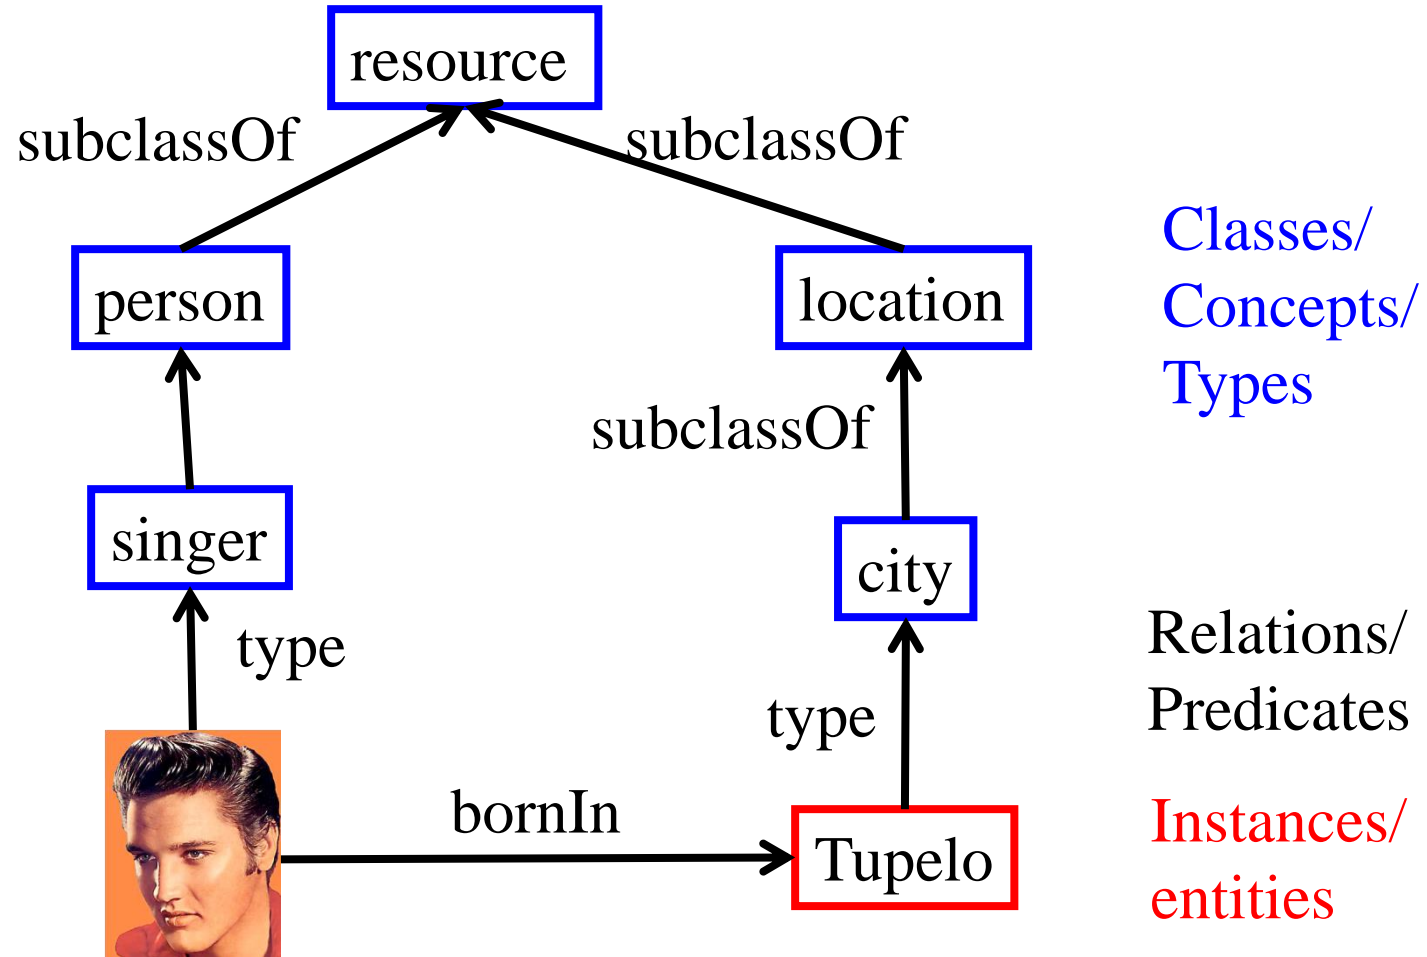 resource
subclassOf
subclassOf
person
location
Classes/
Concepts/
Types
subclassOf
singer
city
type
type
Relations/
Predicates
bornIn
Tupelo
Instances/
entities